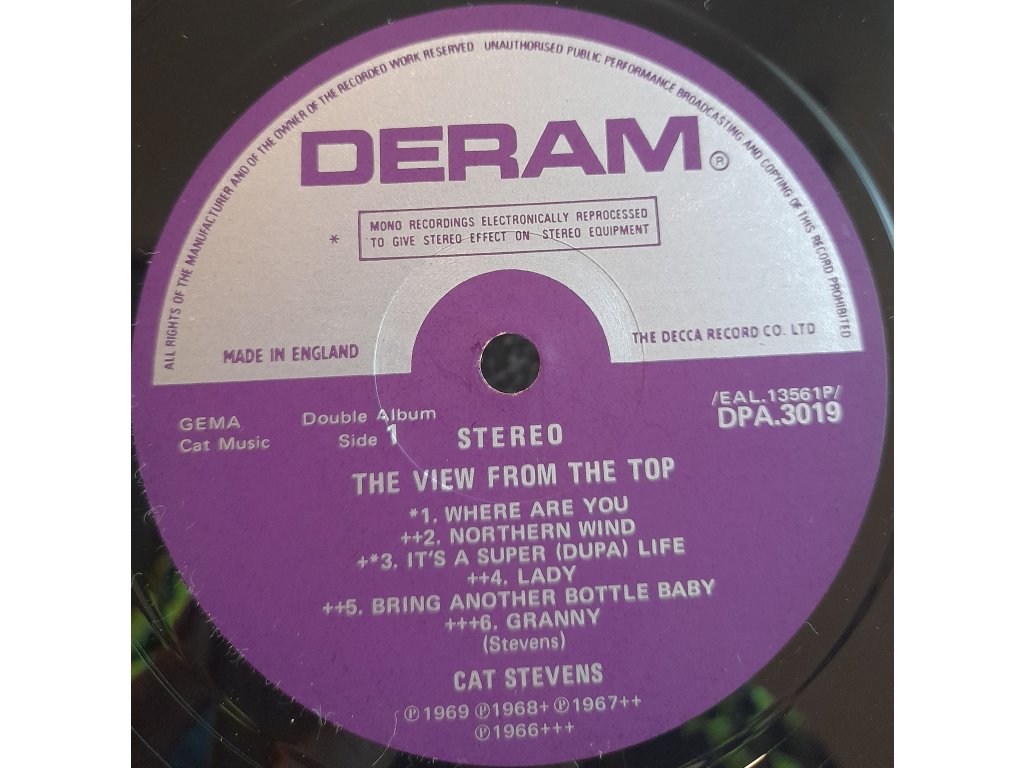 ALL RIGHTS OF THE MANUFACTURER AND OF THE OWNER OF THE RECORDED WORK RESERVED UNAUTHORISED PUBLIC PERFORMANCE BROADCASTING AND COPYING OF THIS RECORD PROHIBITED
DERAM®
MONO RECORDINGS ELECTRONICALLY REPROCESSED
* TO GIVE STEREO EFFECT ON STEREO EQUIPMENT
MADE IN ENGLAND
THE DECCA RECORD CO. LTD
GEMA
Cat Music
Double Album
Side 1
STEREO
/EAL.13561P/
DPA.3019
THE VIEW FROM THE TOP
*1. WHERE ARE YOU
++2. NORTHERN WIND
+*3. IT'S A SUPER (DUPA) LIFE
++4. LADY
++5. BRING ANOTHER BOTTLE BABY
+++6. GRANNY
(Stevens)
CAT STEVENS
℗1969 ℗1968+ ℗1967++
℗1966+++